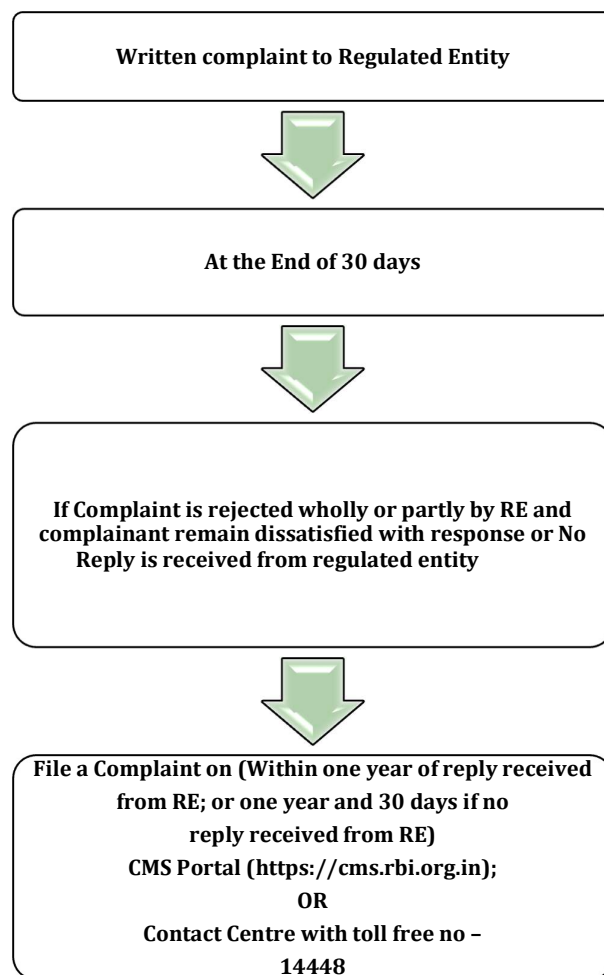 Written complaint to Regulated Entity
At the End of 30 days
If Complaint is rejected wholly or partly by RE and
complainant remain dissatisfied with response or No
Reply is received from regulated entity
File a Complaint on (Within one year of reply received
from RE; or one year and 30 days if no
reply received from RE)
CMS Portal (https://cms.rbi.org.in);
OR
Contact Centre with toll free no –
14448